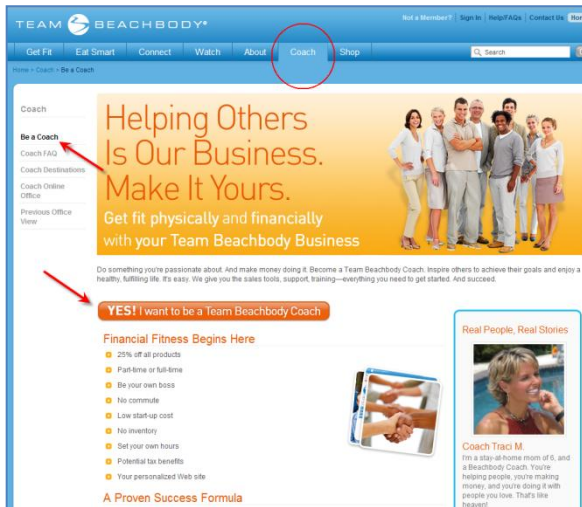 TEAM BEACHBODY®
Not a Member? Sign In Help/FAQs Contact Us
Get Fit Eat Smart Connect Watch About Coach Shop
Search
Home > Coach > Be a Coach
Coach
Be a Coach
Coach FAQ
Coach Destinations
Coach Online
Office
Previous Office
View
Helping Others
Is Our Business.
Make It Yours.
Get fit physically and financially
with your Team Beachbody Business
Do something you're passionate about. And make money doing it. Become a Team Beachbody Coach. Inspire others to achieve their goals and enjoy a
healthy, fulfilling life. It's easy. We give you the sales tools, support, training—everything you need to get started. And succeed.
YES! I want to be a Team Beachbody Coach
Financial Fitness Begins Here
25% off all products
Part-time or full-time
Be your own boss
No commute
Low start-up cost
No inventory
Set your own hours
Potential tax benefits
Your personalized Web site
A Proven Success Formula
Real People, Real Stories
Coach Traci M.
I'm a stay-at-home mom of 6, and
a Beachbody Coach. You're
helping people, you're making
money, and you're doing it with
people you love. That's like
heaven!